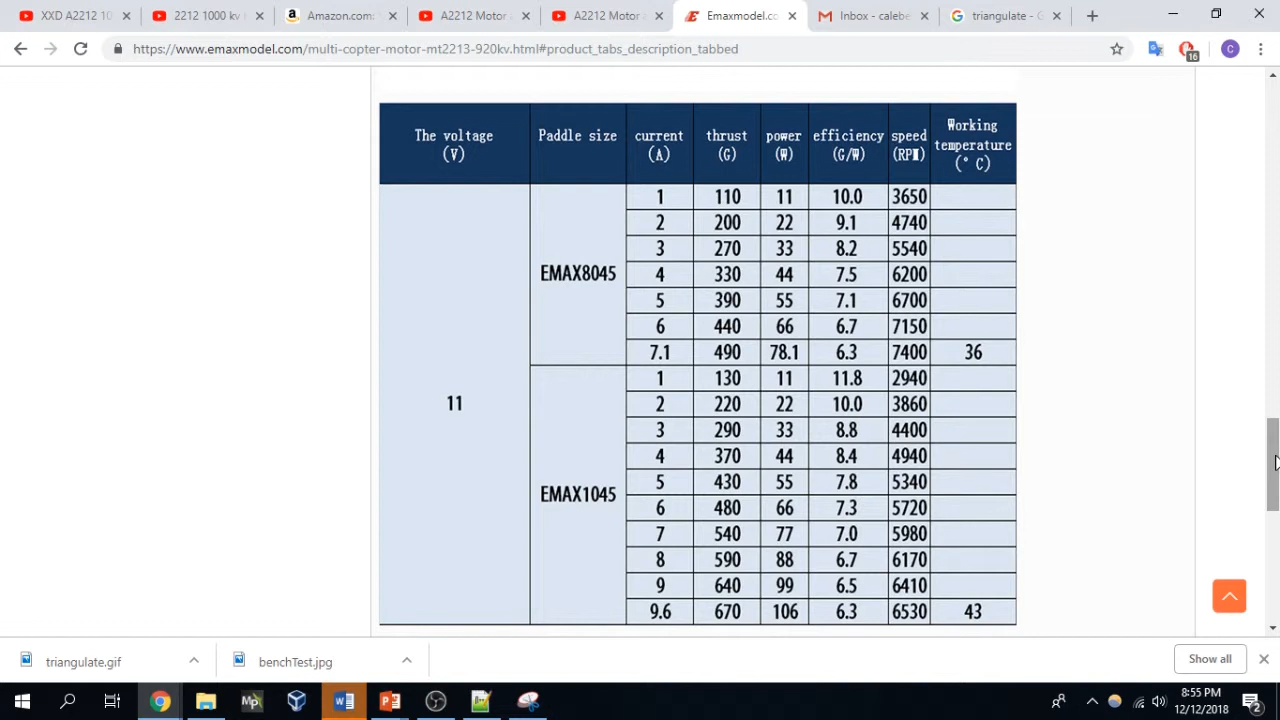 XXD A2212 10
2212 1000 kv
Amazon.com:
A2212 Motor
A2212 Motor
Emaxmodel.c
Inbox - calebe
triangulate - G
https://www.emaxmodel.com/multi-copter-motor-mt2213-920kv.html#product_tabs_description_tabbed
16
C
The voltage (V) Paddle size current (A) thrust (G) power (W) efficiency (G/W) speed (RPM) Working temperature (° C)
11
EMAX8045
1 110 11 10.0 3650
2 200 22 9.1 4740
3 270 33 8.2 5540
4 330 44 7.5 6200
5 390 55 7.1 6700
6 440 66 6.7 7150
7.1 490 78.1 6.3 7400 36
EMAX1045
1 130 11 11.8 2940
2 220 22 10.0 3860
3 290 33 8.8 4400
4 370 44 8.4 4940
5 430 55 7.8 5340
6 480 66 7.3 5720
7 540 77 7.0 5980
8 590 88 6.7 6170
9 640 99 6.5 6410
9.6 670 106 6.3 6530 43
triangulate.gif
benchTest.jpg
Show all
8:55 PM
12/12/2018
2